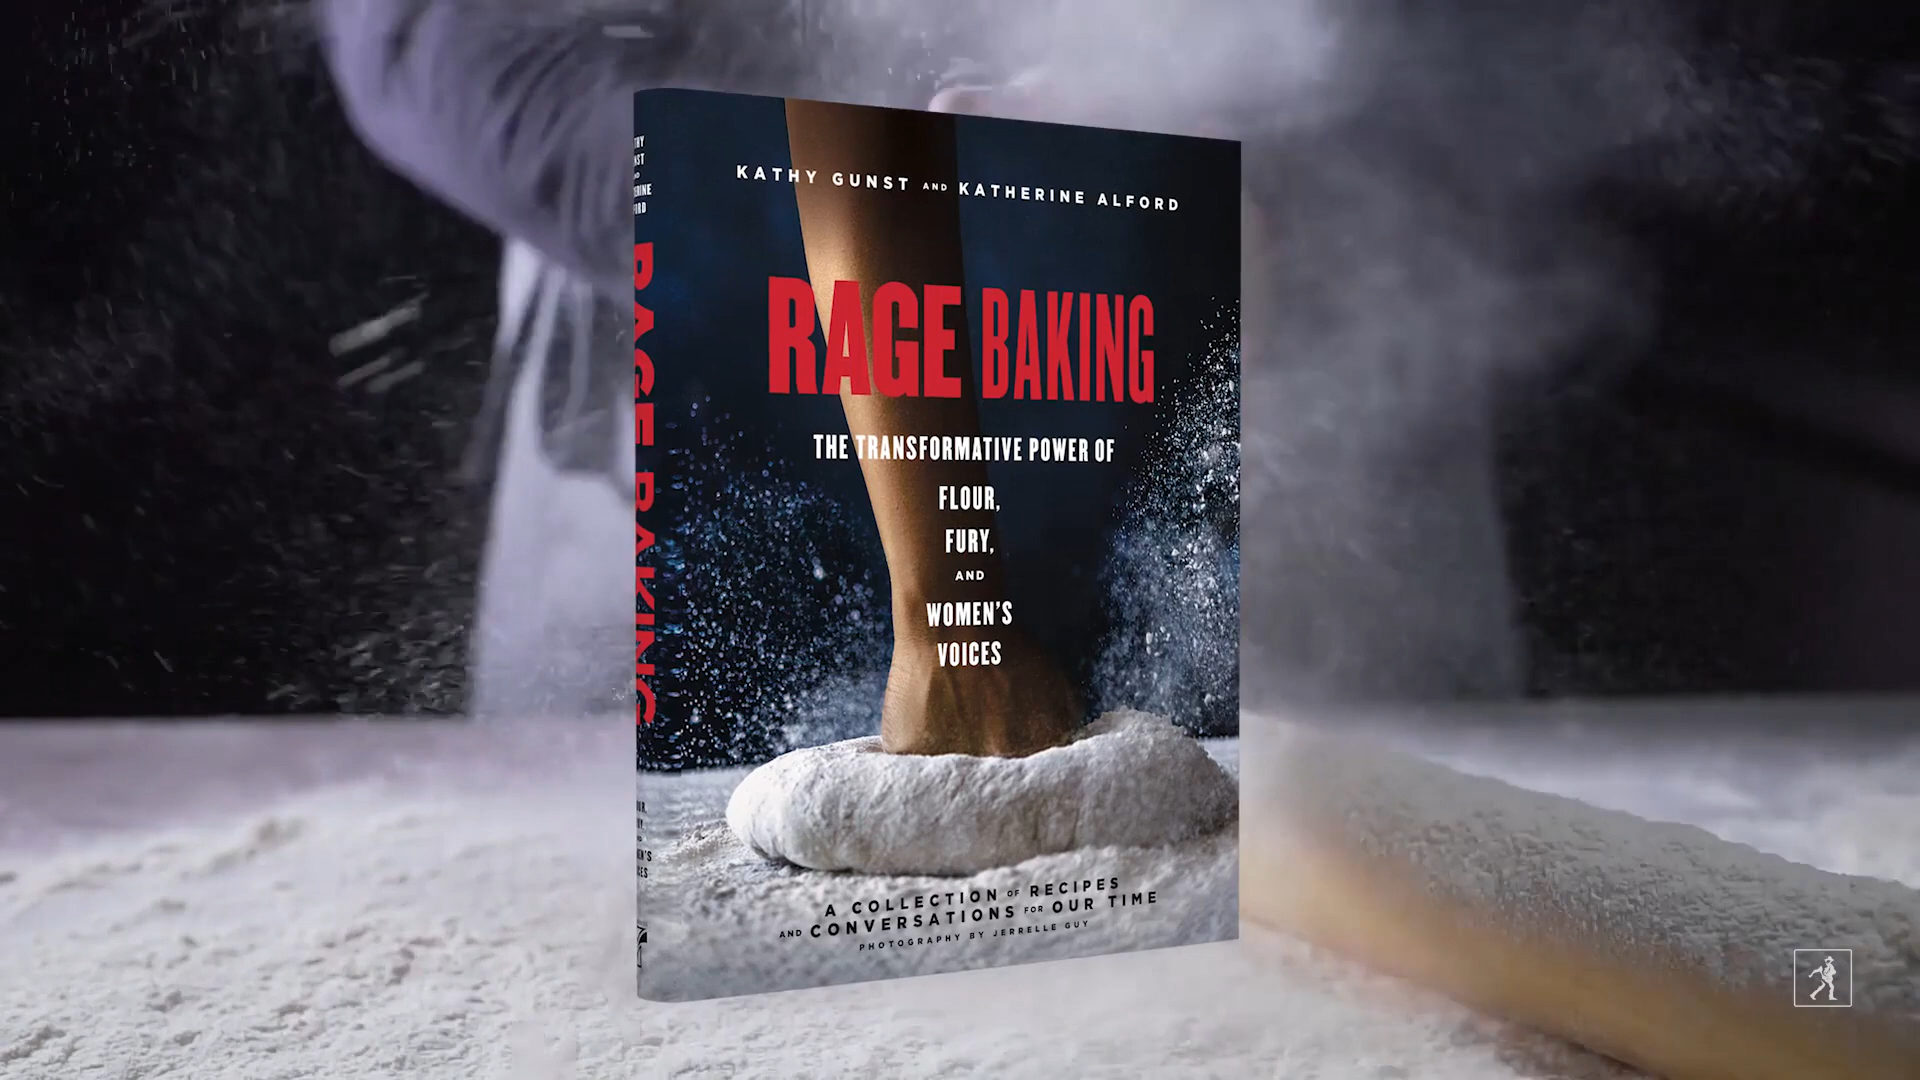 KATHY GUNST AND KATHERINE ALFORD
RAGE BAKING
THE TRANSFORMATIVE POWER OF
FLOUR,
FURY,
AND
WOMEN'S
VOICES
A COLLECTION OF RECIPES
AND CONVERSATIONS FOR OUR TIME
PHOTOGRAPHY BY JERRELLE GUY
RAGE BAKING